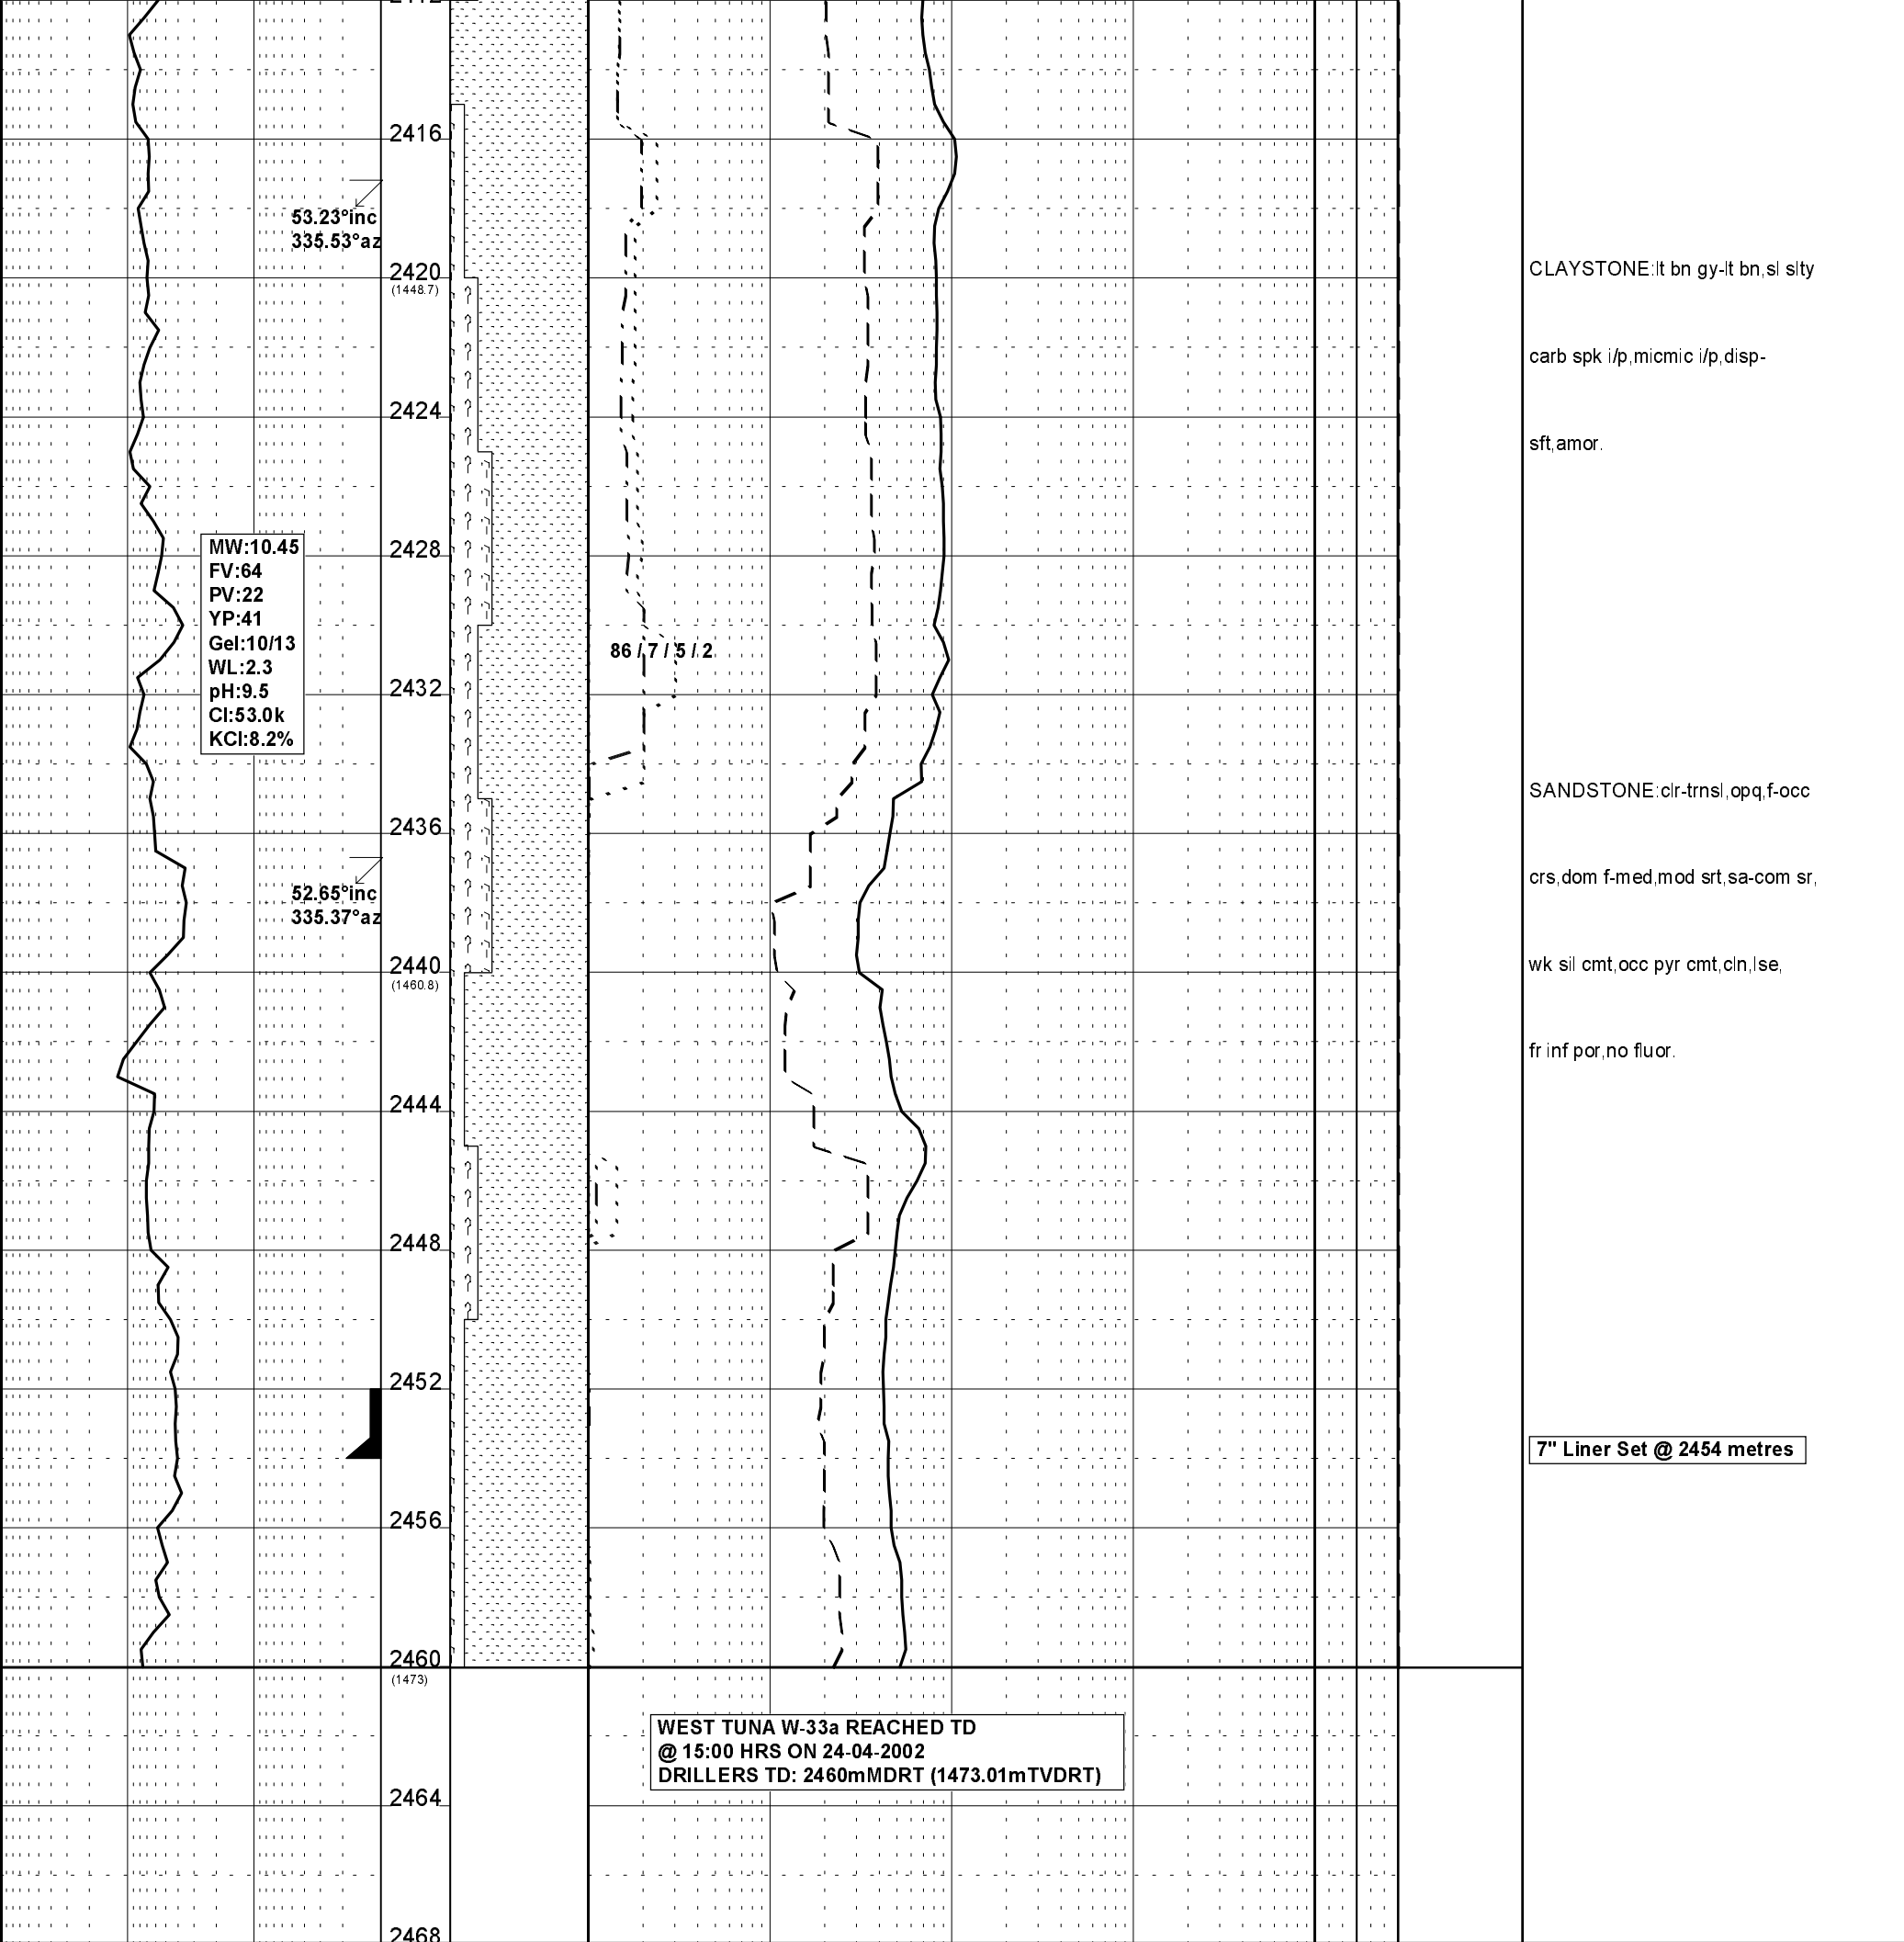 2416
53.23°inc
335.53°az
2420
(1448.7)
CLAYSTONE:lt bn gy-lt bn,sl slty
carb spk i/p,micmic i/p,disp-
2424
sft,amor.
MW:10.45
FV:64
PV:22
YP:41
Gel:10/13
WL:2.3
pH:9.5
Cl:53.0k
KCl:8.2%
2428
86 / 7 / 5 / 2
2432
SANDSTONE:clr-trnsl,opq,f-occ
2436
crs,dom f-med,mod srt,sa-com sr,
52.65°inc
335.37°az
2440
(1460.8)
wk sil cmt,occ pyr cmt,cln,lse,
fr inf por,no fluor.
2444
2448
2452
7" Liner Set @ 2454 metres
2456
2460
(1473)
WEST TUNA W-33a REACHED TD
@ 15:00 HRS ON 24-04-2002
DRILLERS TD: 2460mMDRT (1473.01mTVDRT)
2464
2468